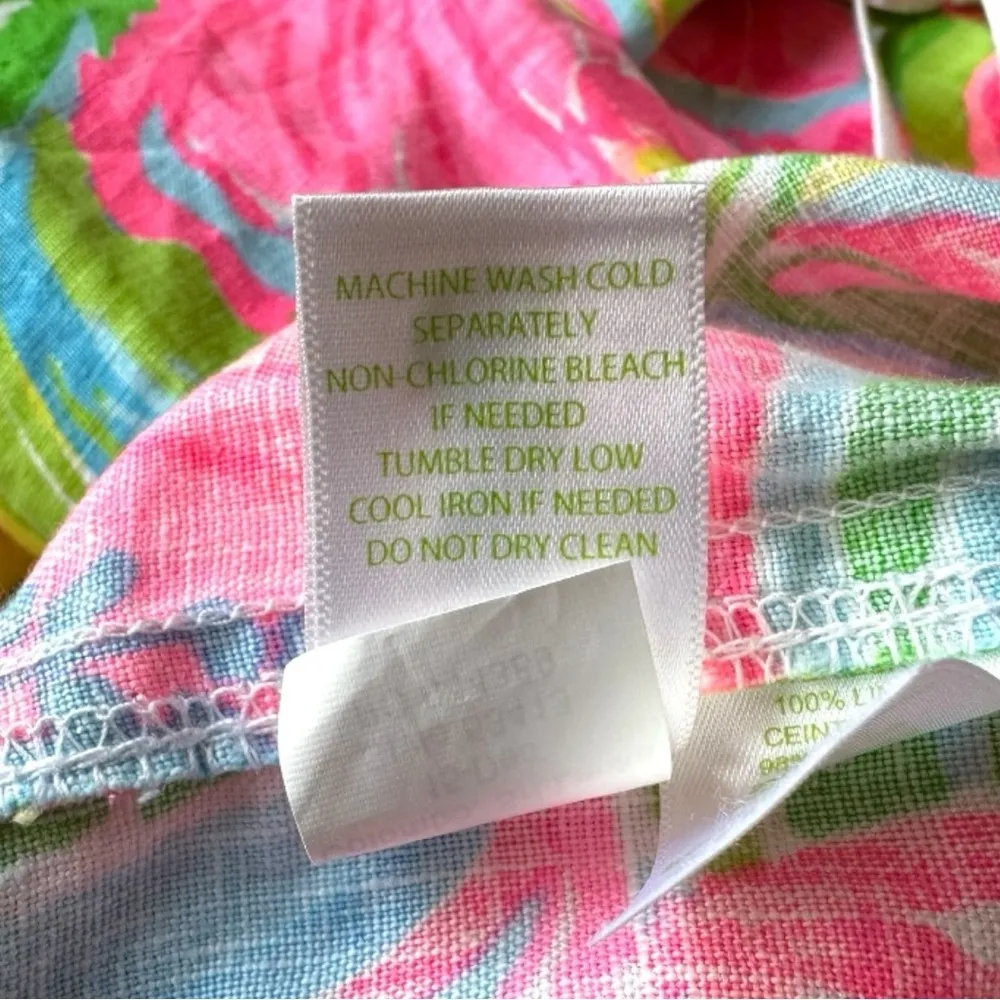 MACHINE WASH COLD
SEPARATELY
NON-CHLORINE BLEACH
IF NEEDED
TUMBLE DRY LOW
COOL IRON IF NEEDED
DO NOT DRY CLEAN
100% LI
CEINT
98%